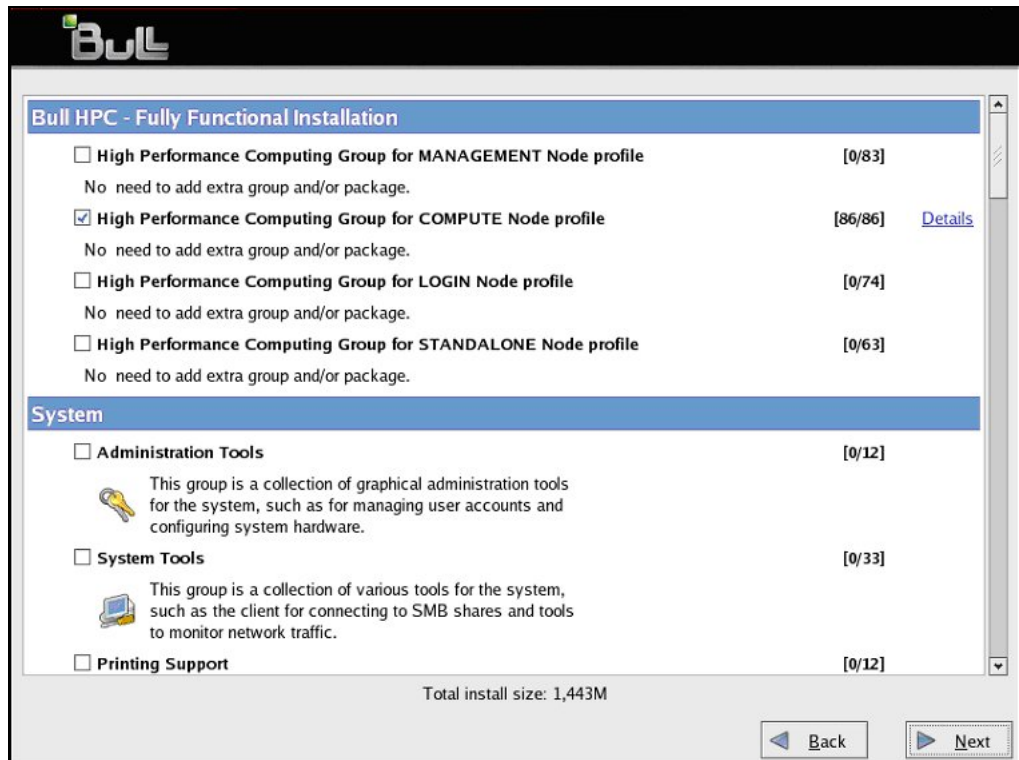 Bull
Bull HPC - Fully Functional Installation
High Performance Computing Group for MANAGEMENT Node profile [0/83]
No need to add extra group and/or package.
High Performance Computing Group for COMPUTE Node profile [86/86] Details
No need to add extra group and/or package.
High Performance Computing Group for LOGIN Node profile [0/74]
No need to add extra group and/or package.
High Performance Computing Group for STANDALONE Node profile [0/63]
No need to add extra group and/or package.
System
Administration Tools [0/12]
This group is a collection of graphical administration tools
for the system, such as for managing user accounts and
configuring system hardware.
System Tools [0/33]
This group is a collection of various tools for the system,
such as the client for connecting to SMB shares and tools
to monitor network traffic.
Printing Support [0/12]
Total install size: 1,443M
Back Next